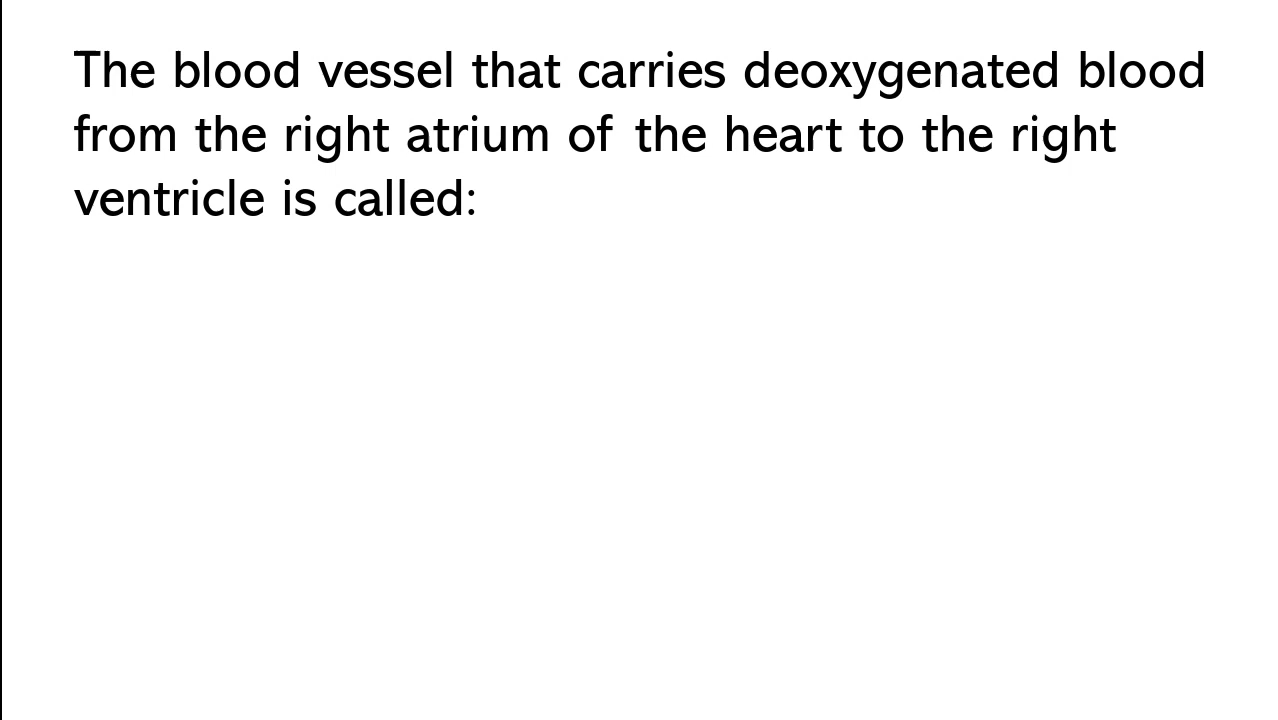 The blood vessel that carries deoxygenated blood
from the right atrium of the heart to the right
ventricle is called: